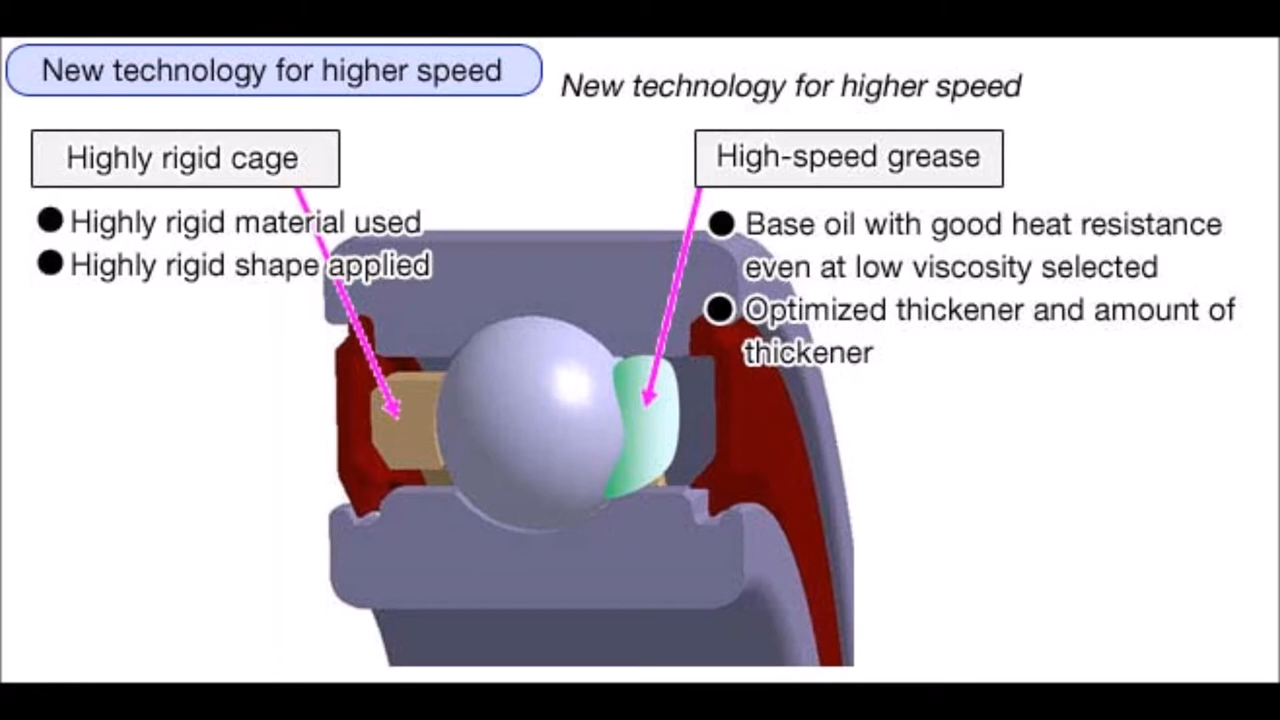 New technology for higher speed
New technology for higher speed
Highly rigid cage
● Highly rigid material used
● Highly rigid shape applied
High-speed grease
● Base oil with good heat resistance
even at low viscosity selected
● Optimized thickener and amount of
thickener